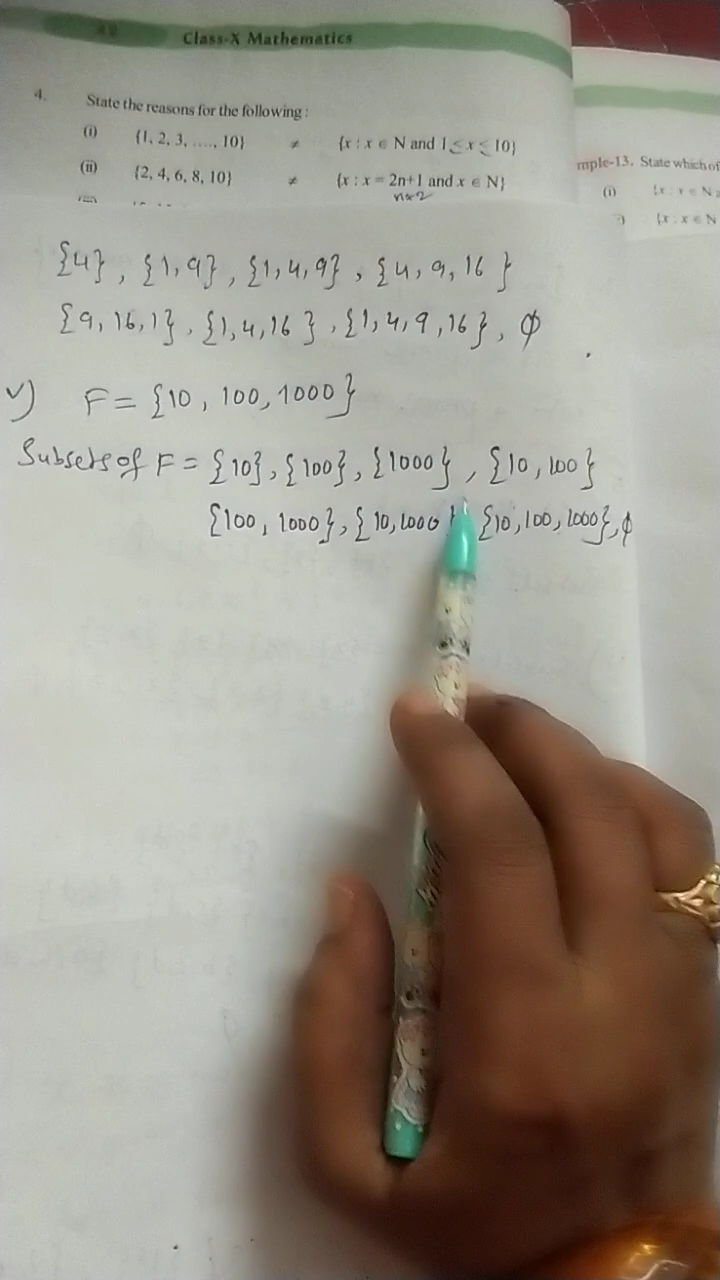 Class-X Mathematics
4. State the reasons for the following :
(i) {1, 2, 3, ...., 10} ≠ {x : x ∈ N and 1 ≤ x ≤ 10}
(ii) {2, 4, 6, 8, 10} ≠ {x : x = 2n+1 and x ∈ N}
mple-13. State which of
(i) {x : x ∈ N
{x : x ∈ N
{4}, {1,9}, {1,4,9}, {4, 9, 16}
{9, 16, 1}, {1,4,16}, {1,4,9,16}, ϕ
v) F = {10, 100, 1000}
Subsets of F = {10}, {100}, {1000}, {10, 100}
{100, 1000}, {10,1000} {10,100,1000}, ϕ